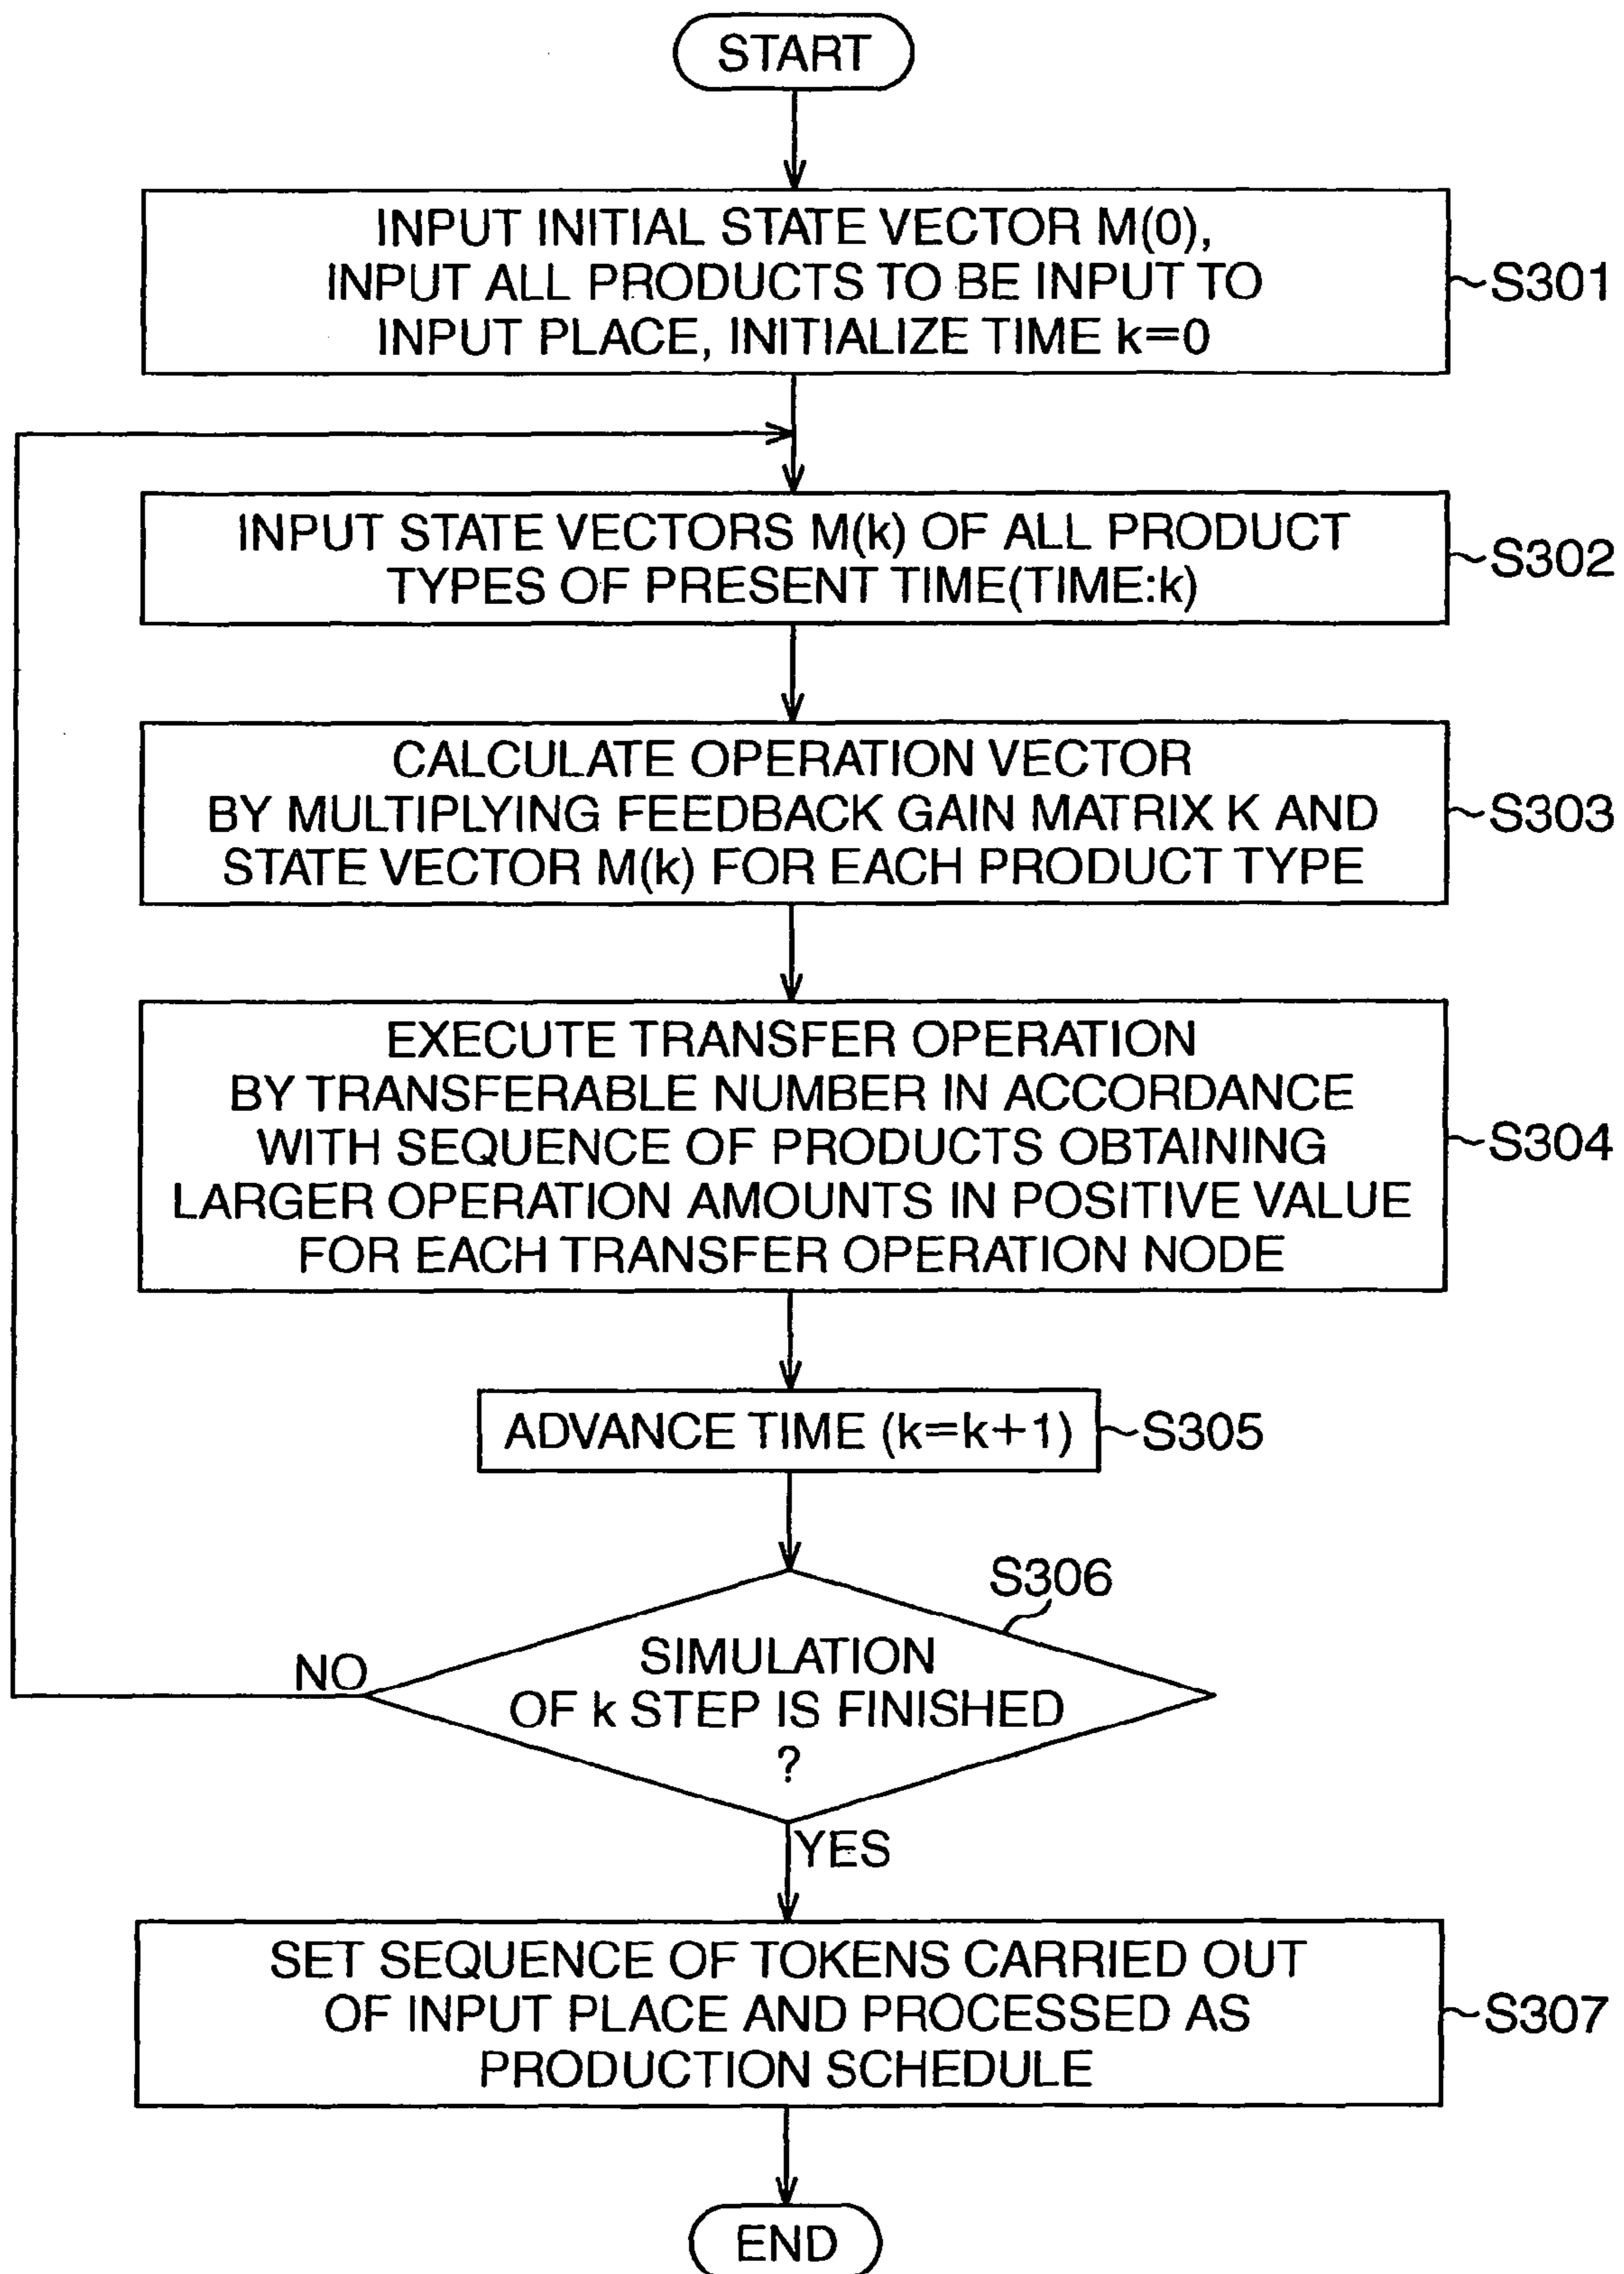 START
INPUT INITIAL STATE VECTOR M(0),
INPUT ALL PRODUCTS TO BE INPUT TO
INPUT PLACE, INITIALIZE TIME k=0
S301
INPUT STATE VECTORS M(k) OF ALL PRODUCT
TYPES OF PRESENT TIME(TIME:k)
S302
CALCULATE OPERATION VECTOR
BY MULTIPLYING FEEDBACK GAIN MATRIX K AND
STATE VECTOR M(k) FOR EACH PRODUCT TYPE
S303
EXECUTE TRANSFER OPERATION
BY TRANSFERABLE NUMBER IN ACCORDANCE
WITH SEQUENCE OF PRODUCTS OBTAINING
LARGER OPERATION AMOUNTS IN POSITIVE VALUE
FOR EACH TRANSFER OPERATION NODE
S304
ADVANCE TIME (k=k+1)
S305
S306
SIMULATION
OF k STEP IS FINISHED
?
NO
YES
SET SEQUENCE OF TOKENS CARRIED OUT
OF INPUT PLACE AND PROCESSED AS
PRODUCTION SCHEDULE
S307
END